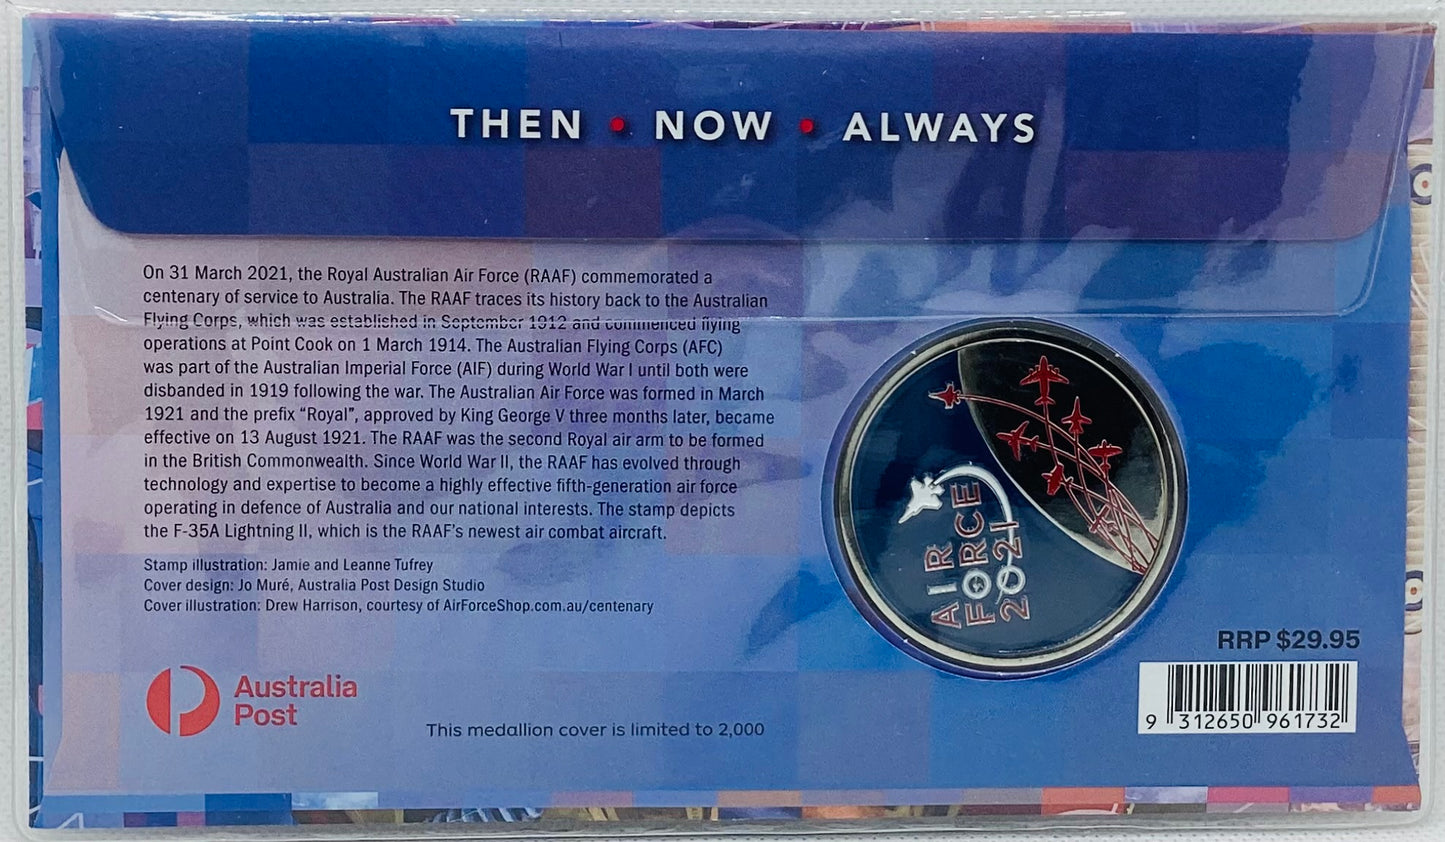 THEN • NOW • ALWAYS
On 31 March 2021, the Royal Australian Air Force (RAAF) commemorated a
centenary of service to Australia. The RAAF traces its history back to the Australian
Flying Corps, which was established in September 1912 and commenced flying
operations at Point Cook on 1 March 1914. The Australian Flying Corps (AFC)
was part of the Australian Imperial Force (AIF) during World War I until both were
disbanded in 1919 following the war. The Australian Air Force was formed in March
1921 and the prefix “Royal”, approved by King George V three months later, became
effective on 13 August 1921. The RAAF was the second Royal air arm to be formed
in the British Commonwealth. Since World War II, the RAAF has evolved through
technology and expertise to become a highly effective fifth-generation air force
operating in defence of Australia and our national interests. The stamp depicts
the F-35A Lightning II, which is the RAAF’s newest air combat aircraft.
Stamp illustration: Jamie and Leanne Tufrey
Cover design: Jo Muré, Australia Post Design Studio
Cover illustration: Drew Harrison, courtesy of AirForceShop.com.au/centenary
Australia
Post
This medallion cover is limited to 2,000
AIR
FORCE
2021
RRP $29.95
9 312650 961732